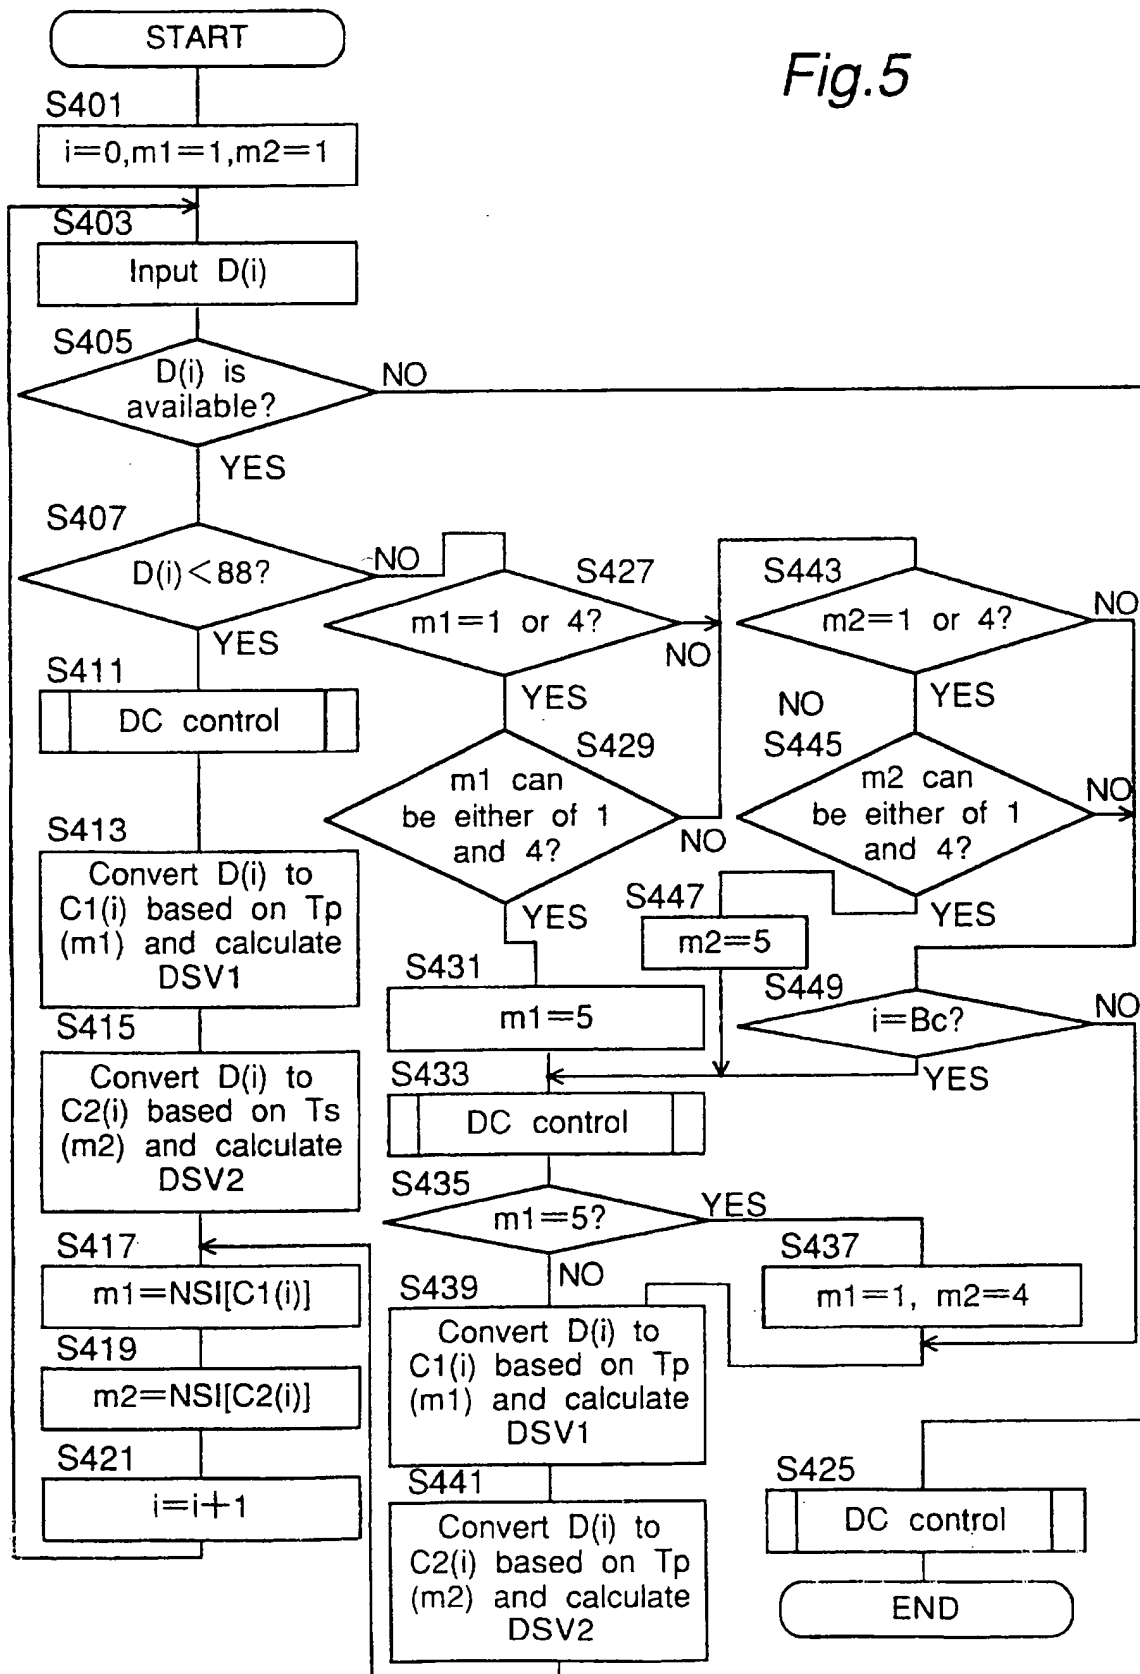 START
Fig.5
S401
i=0,m1=1,m2=1
S403
Input D(i)
S405
D(i) is
available?
NO
YES
S407
D(i)<88?
NO
YES
S411
DC control
S413
Convert D(i) to
C1(i) based on Tp
(m1) and calculate
DSV1
S415
Convert D(i) to
C2(i) based on Ts
(m2) and calculate
DSV2
S417
m1=NSI[C1(i)]
S419
m2=NSI[C2(i)]
S421
i=i+1
S427
m1=1 or 4?
NO
YES
S429
m1 can
be either of 1
and 4?
NO
YES
S431
m1=5
S433
DC control
S435
m1=5?
YES
NO
S437
m1=1, m2=4
S439
Convert D(i) to
C1(i) based on Tp
(m1) and calculate
DSV1
S441
Convert D(i) to
C2(i) based on Tp
(m2) and calculate
DSV2
S443
m2=1 or 4?
NO
YES
NO
S445
m2 can
be either of 1
and 4?
NO
YES
S447
m2=5
S449
i=Bc?
NO
YES
S425
DC control
END